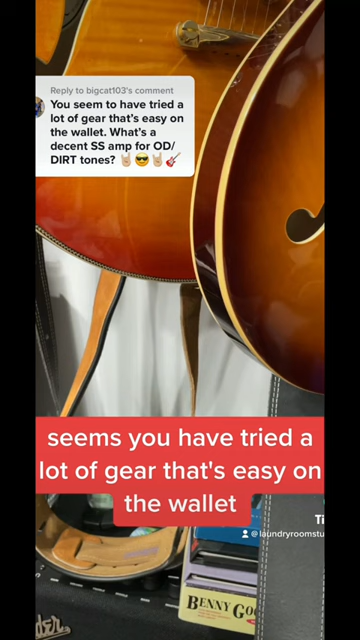 Reply to bigcat103's comment
You seem to have tried a
lot of gear that's easy on
the wallet. What's a
decent SS amp for OD/
DIRT tones? 🤘🏼😎🤘🏼🎸
seems you have tried a
lot of gear that's easy on
the wallet
Ti
@laundryroomstu
BENNY GO